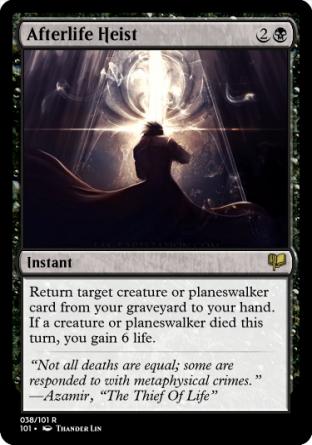 Afterlife Heist 2
Instant
Return target creature or planeswalker
card from your graveyard to your hand.
If a creature or planeswalker died this
turn, you gain 6 life.
“Not all deaths are equal; some are
responded to with metaphysical crimes.”
—Azamir, “The Thief Of Life”
038/101 R
101 • Thander Lin